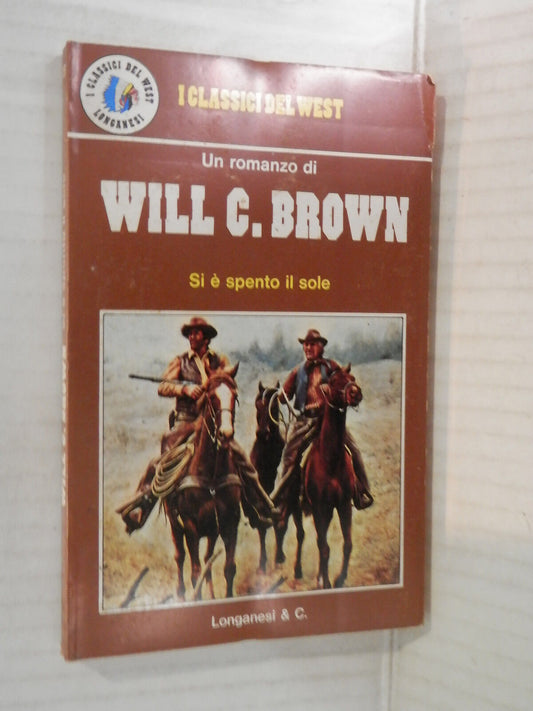 I CLASSICI DEL WEST
LONGANESI
I CLASSICI DEL WEST
Un romanzo di
WILL C. BROWN
Si è spento il sole
Longanesi & C.